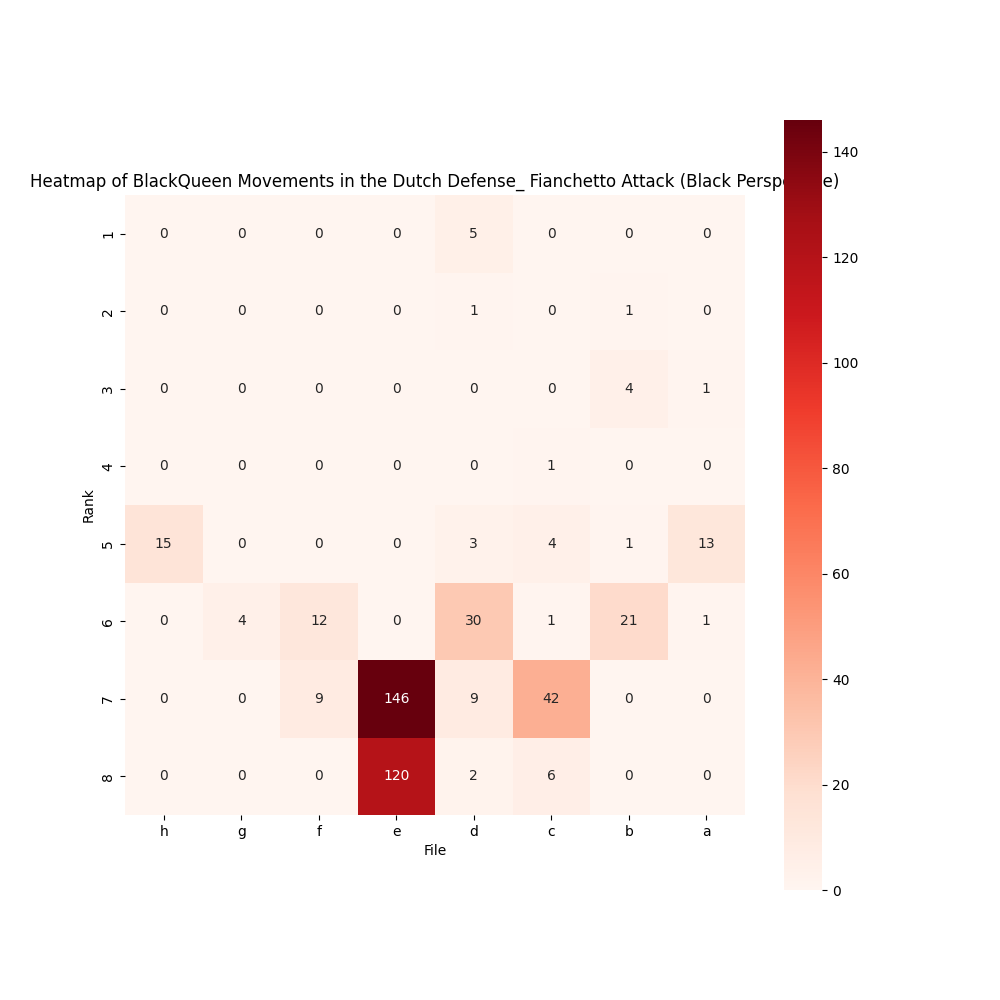 Heatmap of BlackQueen Movements in the Dutch Defense_ Fianchetto Attack (Black Persp e)
140
120
100
80
60
40
20
0
Rank
1 0 0 0 0 5 0 0 0
2 0 0 0 0 1 0 1 0
3 0 0 0 0 0 0 4 1
4 0 0 0 0 0 1 0 0
5 15 0 0 0 3 4 1 13
6 0 4 12 0 30 1 21 1
7 0 0 9 146 9 42 0 0
8 0 0 0 120 2 6 0 0
h g f e d c b a
File